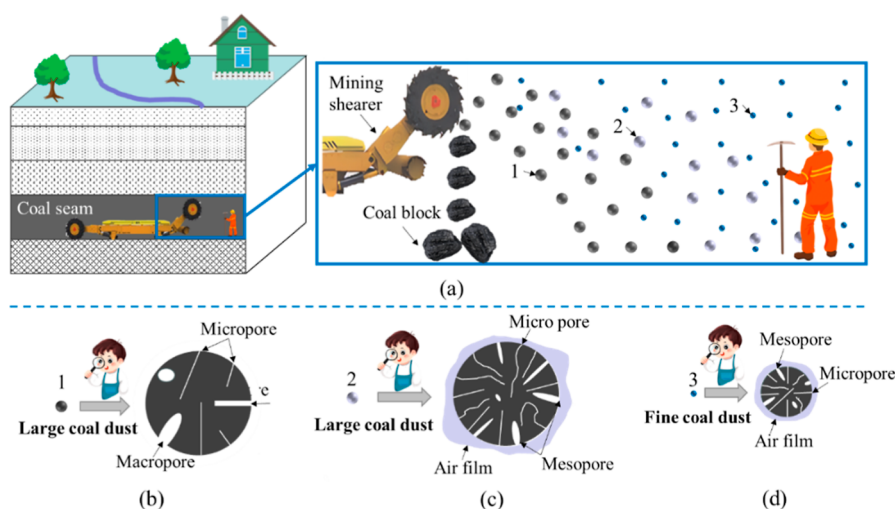 Mining
shearer
3
2
1
Coal seam
Coal block
(a)
Micropore
1
Large coal dust
Macropore
(b)
Micro pore
2
Large coal dust
Air film
Mesopore
(c)
Mesopore
3
Micropore
Fine coal dust
Air film
(d)